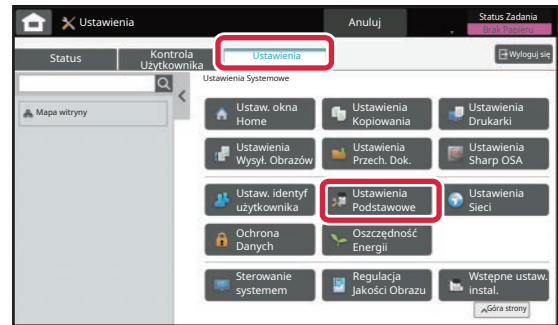 Ustawienia
Anuluj
Status Zadania
Brak Papieru
Status
Kontrola
Użytkownika
Ustawienia
Wyloguj się
Ustawienia Systemowe
Mapa witryny
Ustaw. okna
Home
Ustawienia
Kopiowania
Ustawienia
Drukarki
Ustawienia
Wysył. Obrazów
Ustawienia
Przech. Dok.
Ustawienia
Sharp OSA
Ustaw. identyf
użytkownika
Ustawienia
Podstawowe
Ustawienia
Sieci
Ochrona
Danych
Oszczędność
Energii
Sterowanie
systemem
Regulacja
Jakości Obrazu
Wstępne ustaw.
instal.
Góra strony